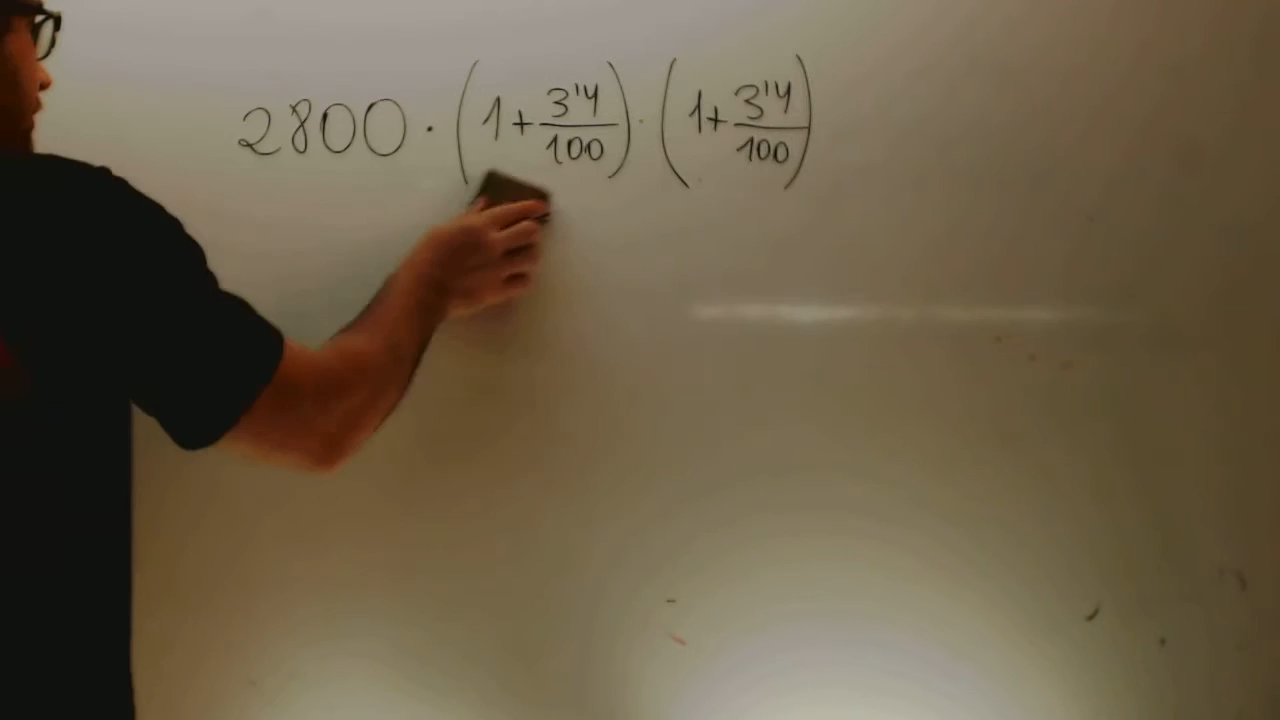 2800 · (1 + 3'4/100) · (1 + 3'4/100)